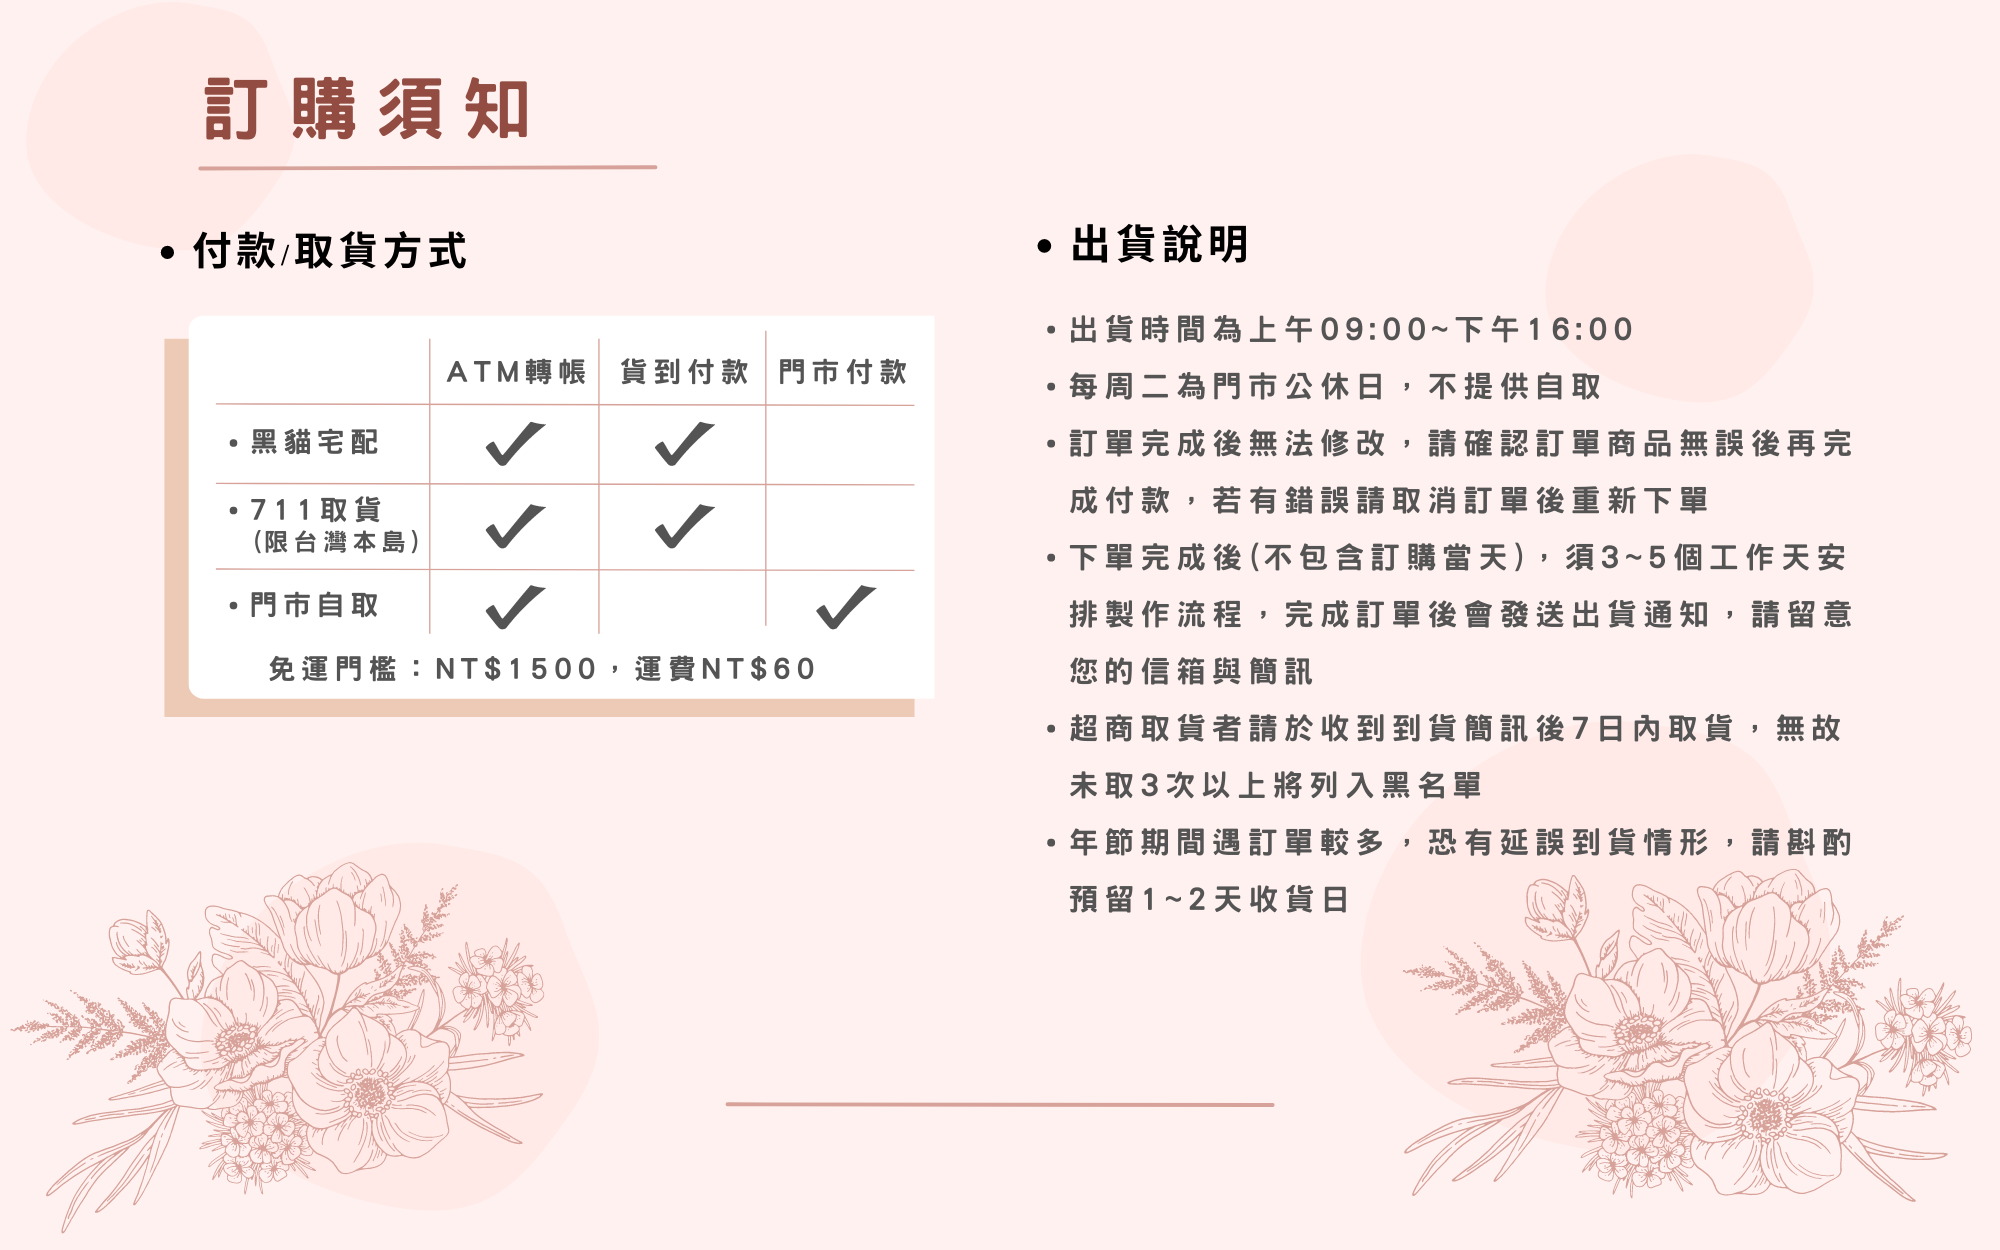 訂購須知
• 付款/取貨方式
ATM轉帳 貨到付款 門市付款
• 黑貓宅配 ✓ ✓
• 711取貨 ✓ ✓
(限台灣本島)
• 門市自取 ✓ ✓
免運門檻：NT$1500，運費NT$60
• 出貨說明
• 出貨時間為上午09:00~下午16:00
• 每周二為門市公休日，不提供自取
• 訂單完成後無法修改，請確認訂單商品無誤後再完
成付款，若有錯誤請取消訂單後重新下單
• 下單完成後(不包含訂購當天)，須3~5個工作天安
排製作流程，完成訂單後會發送出貨通知，請留意
您的信箱與簡訊
• 超商取貨者請於收到到貨簡訊後7日內取貨，無故
未取3次以上將列入黑名單
• 年節期間遇訂單較多，恐有延誤到貨情形，請斟酌
預留1~2天收貨日